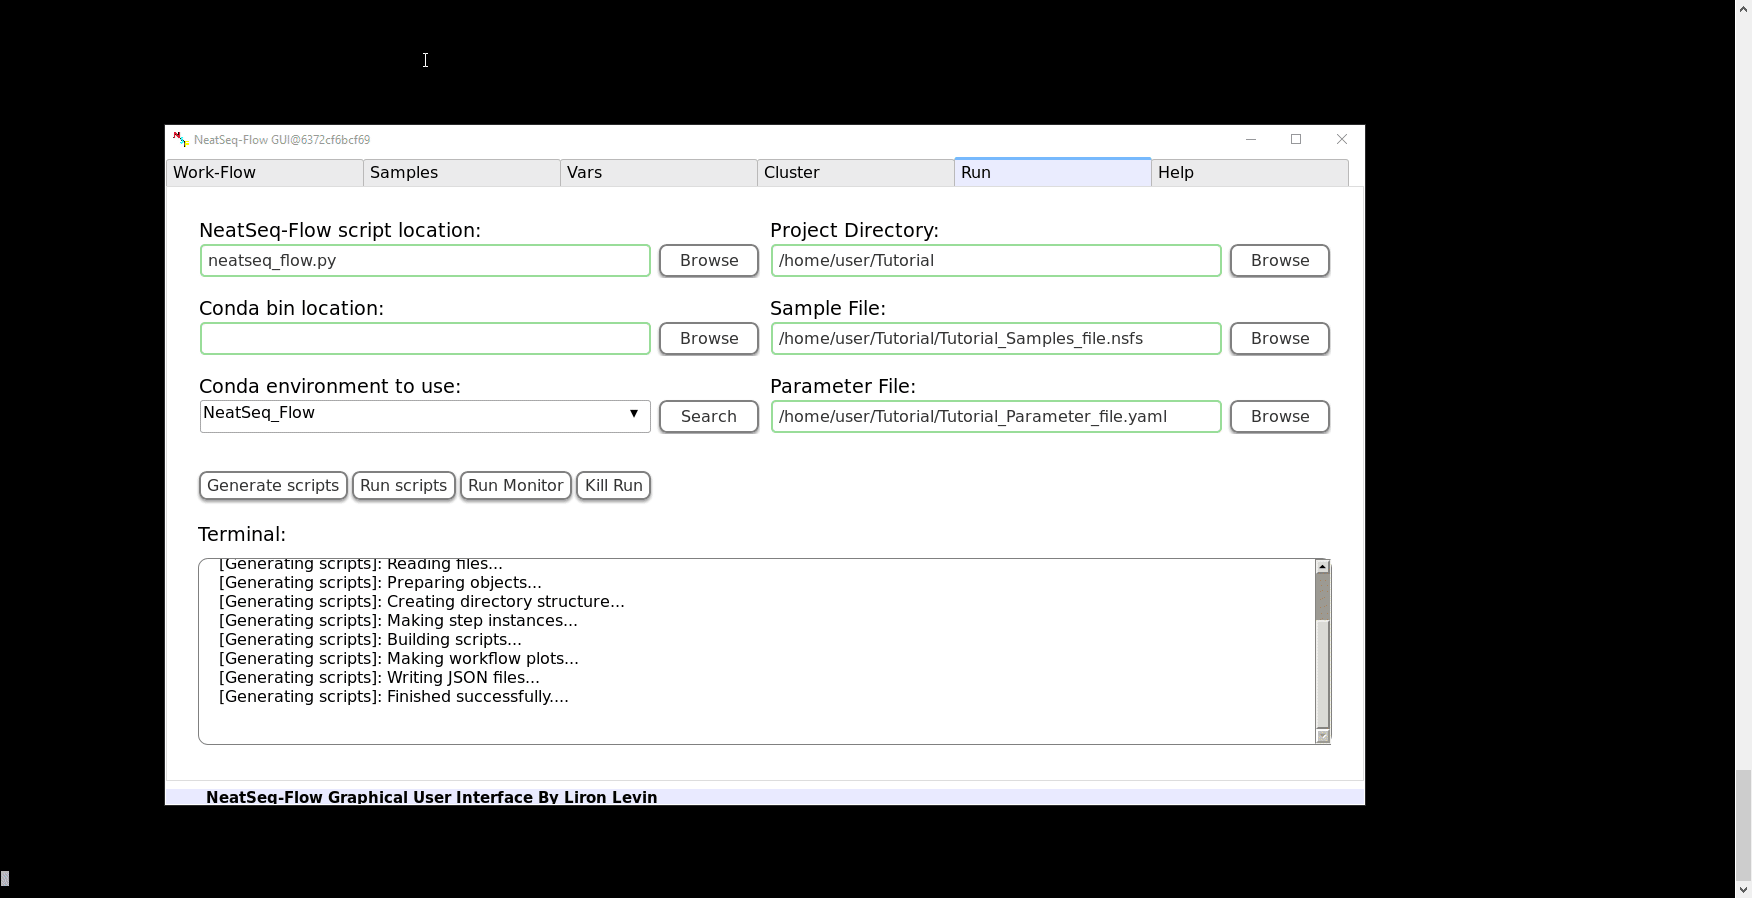 NeatSeq-Flow GUI@6372cf6bcf69
Work-Flow Samples Vars Cluster Run Help
NeatSeq-Flow script location: Project Directory:
neatseq_flow.py Browse /home/user/Tutorial Browse
Conda bin location: Sample File:
Browse /home/user/Tutorial/Tutorial_Samples_file.nsfs Browse
Conda environment to use: Parameter File:
NeatSeq_Flow Search /home/user/Tutorial/Tutorial_Parameter_file.yaml Browse
Generate scripts Run scripts Run Monitor Kill Run
Terminal:
[Generating scripts]: Reading files...
[Generating scripts]: Preparing objects...
[Generating scripts]: Creating directory structure...
[Generating scripts]: Making step instances...
[Generating scripts]: Building scripts...
[Generating scripts]: Making workflow plots...
[Generating scripts]: Writing JSON files...
[Generating scripts]: Finished successfully....
NeatSeq-Flow Graphical User Interface By Liron Levin